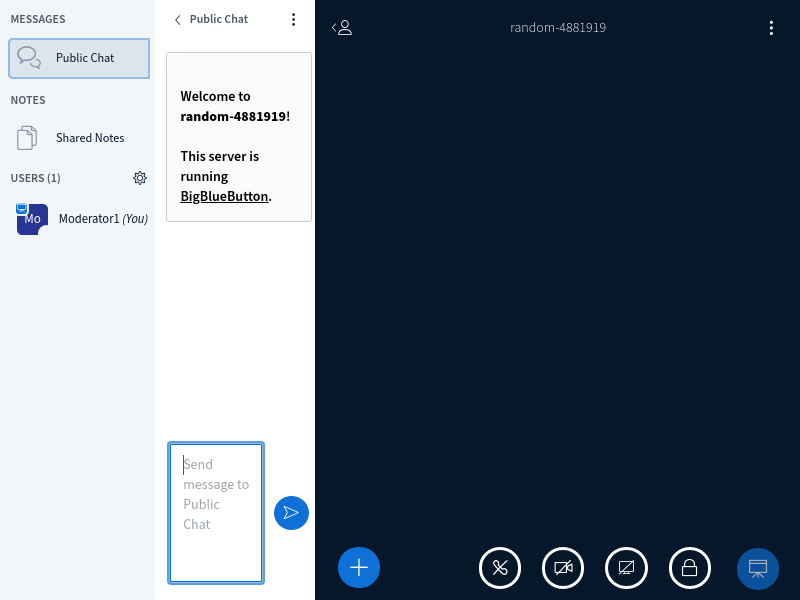 MESSAGES
Public Chat
NOTES
Shared Notes
USERS (1)
Mo
Moderator1 (You)
Public Chat
Welcome to
random-4881919!
This server is
running
BigBlueButton.
Send
message to
Public
Chat
random-4881919